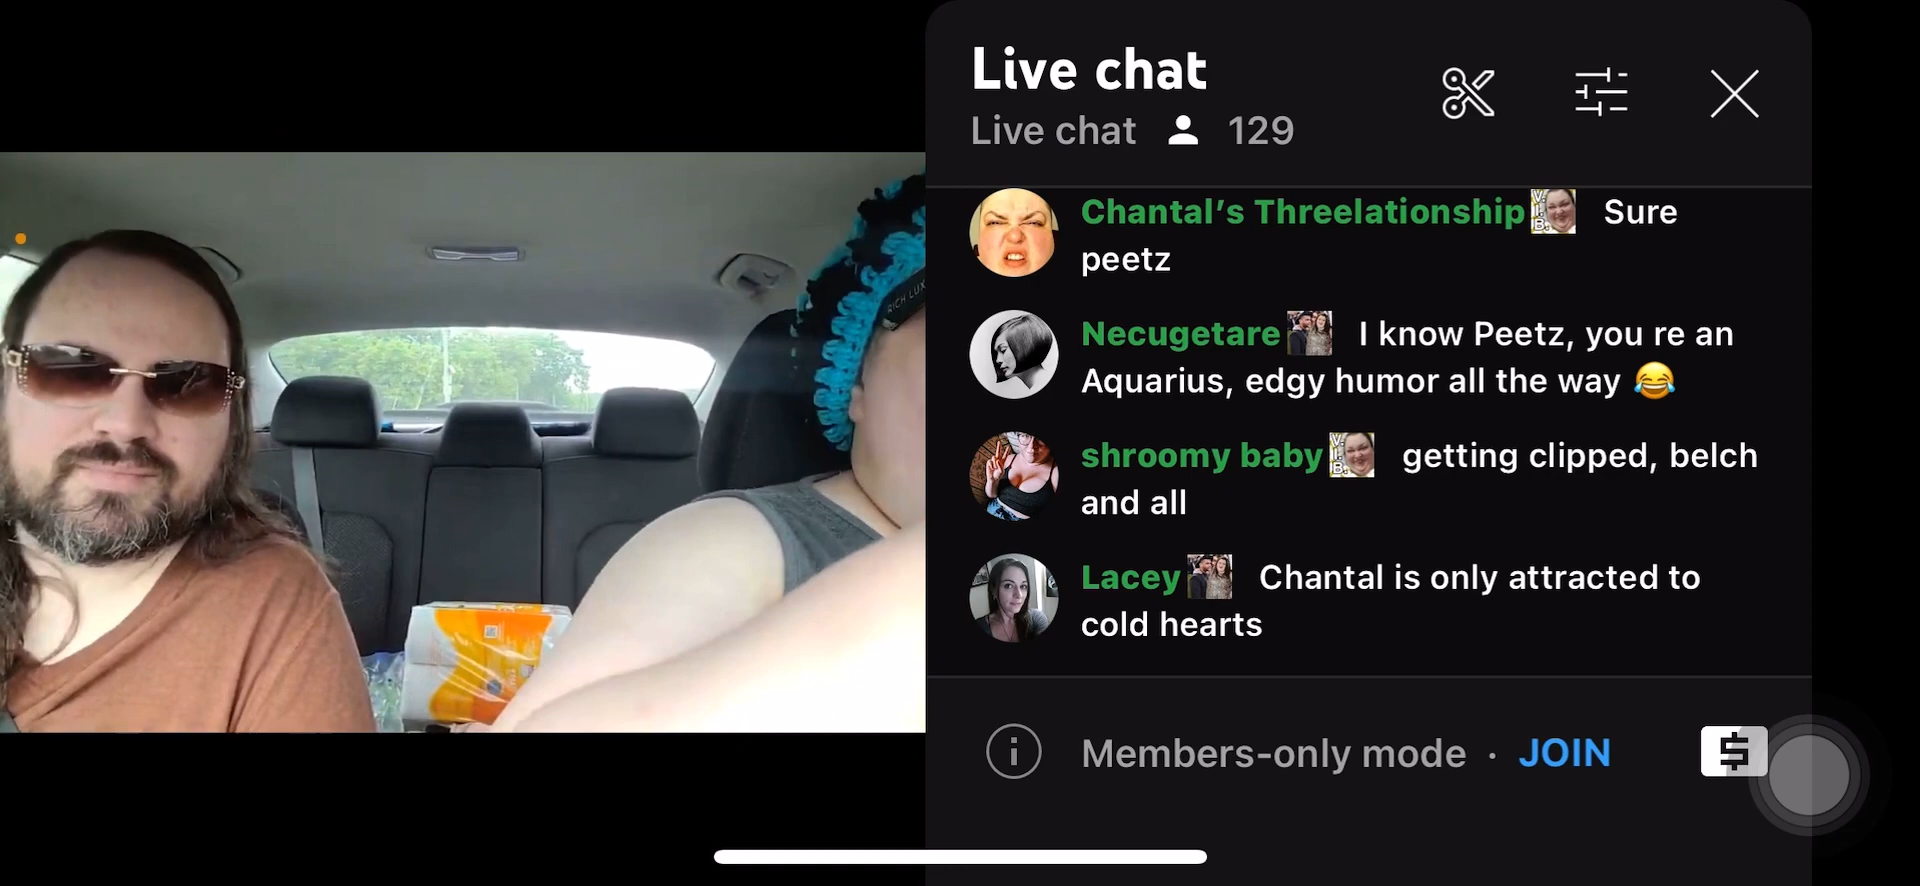 Live chat
Live chat 129
Chantal's Threelationship Sure
peetz
Necugetare I know Peetz, you re an
Aquarius, edgy humor all the way 😂
shroomy baby getting clipped, belch
and all
Lacey Chantal is only attracted to
cold hearts
Members-only mode · JOIN
RICH LUX